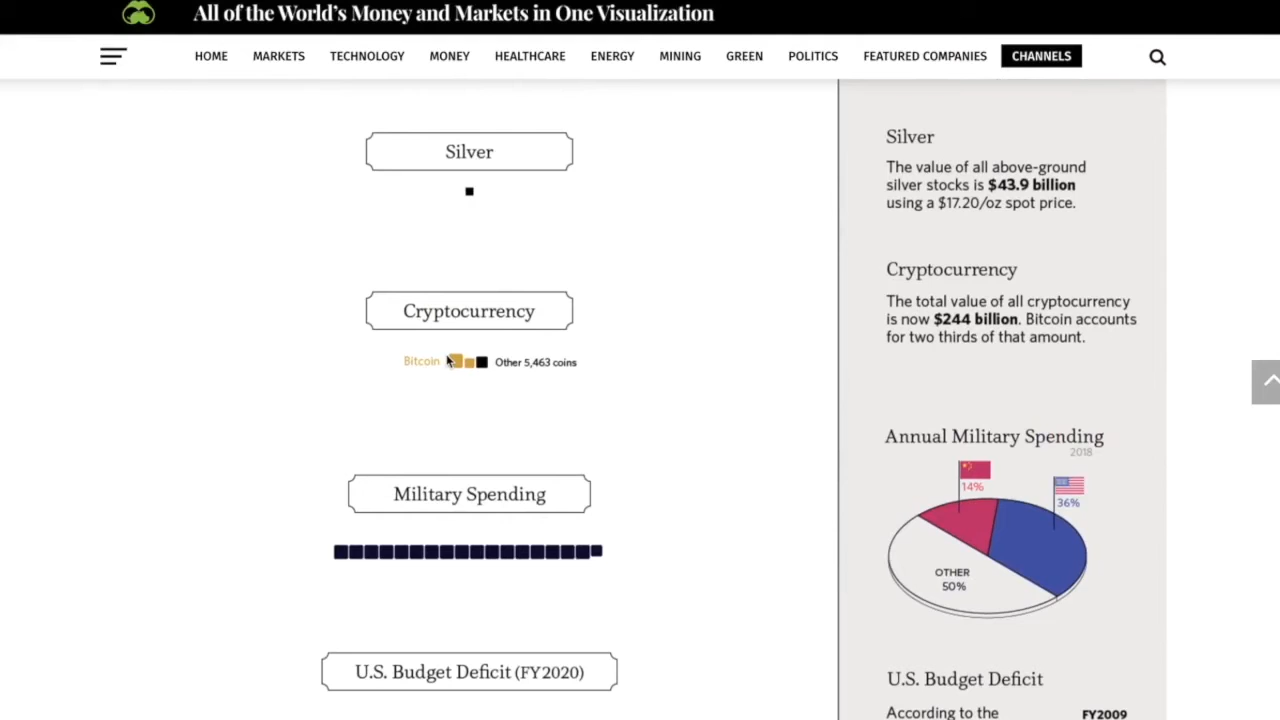 All of the World's Money and Markets in One Visualization
HOME MARKETS TECHNOLOGY MONEY HEALTHCARE ENERGY MINING GREEN POLITICS FEATURED COMPANIES CHANNELS
Silver
Cryptocurrency
Bitcoin Other 5,463 coins
Military Spending
U.S. Budget Deficit (FY2020)
Silver
The value of all above-ground
silver stocks is $43.9 billion
using a $17.20/oz spot price.
Cryptocurrency
The total value of all cryptocurrency
is now $244 billion. Bitcoin accounts
for two thirds of that amount.
Annual Military Spending
2018
14%
36%
OTHER
50%
U.S. Budget Deficit
According to the FY2009